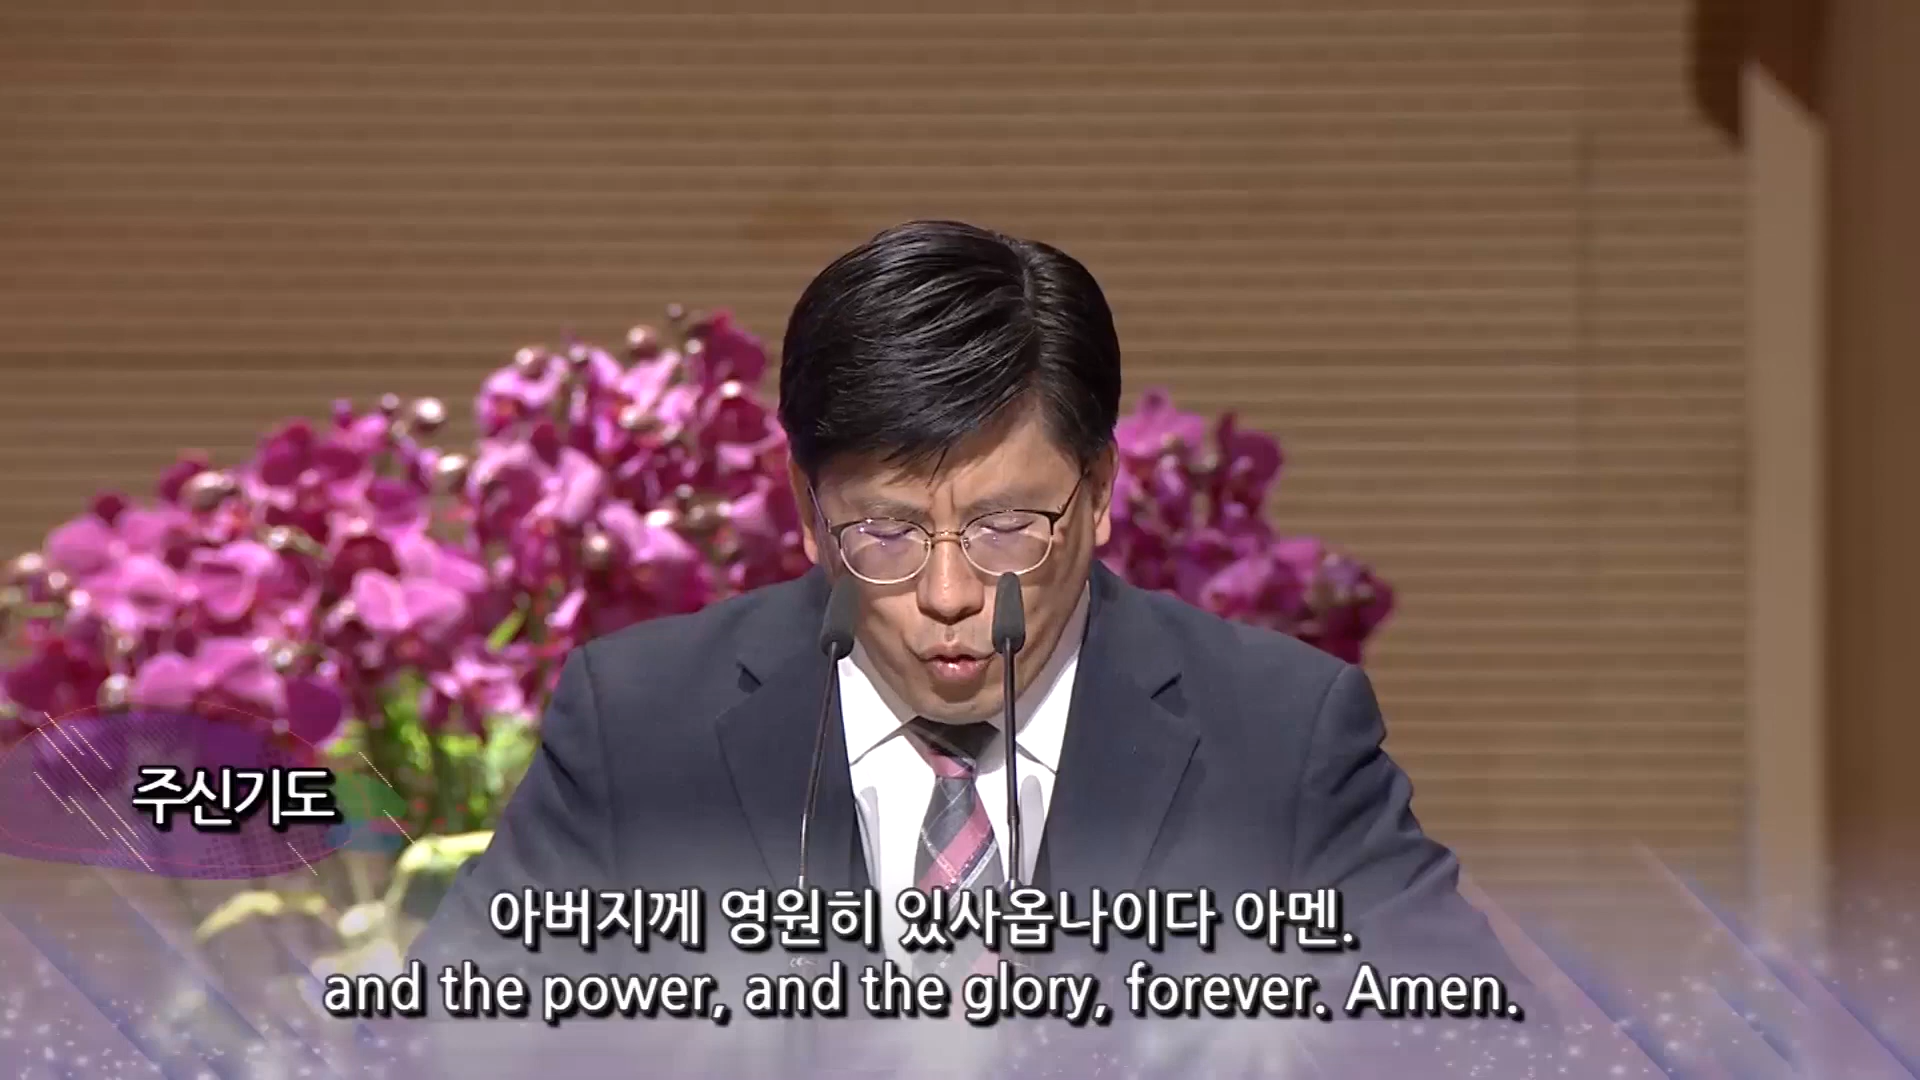 주신기도
아버지께 영원히 있사옵나이다 아멘.
and the power, and the glory, forever. Amen.